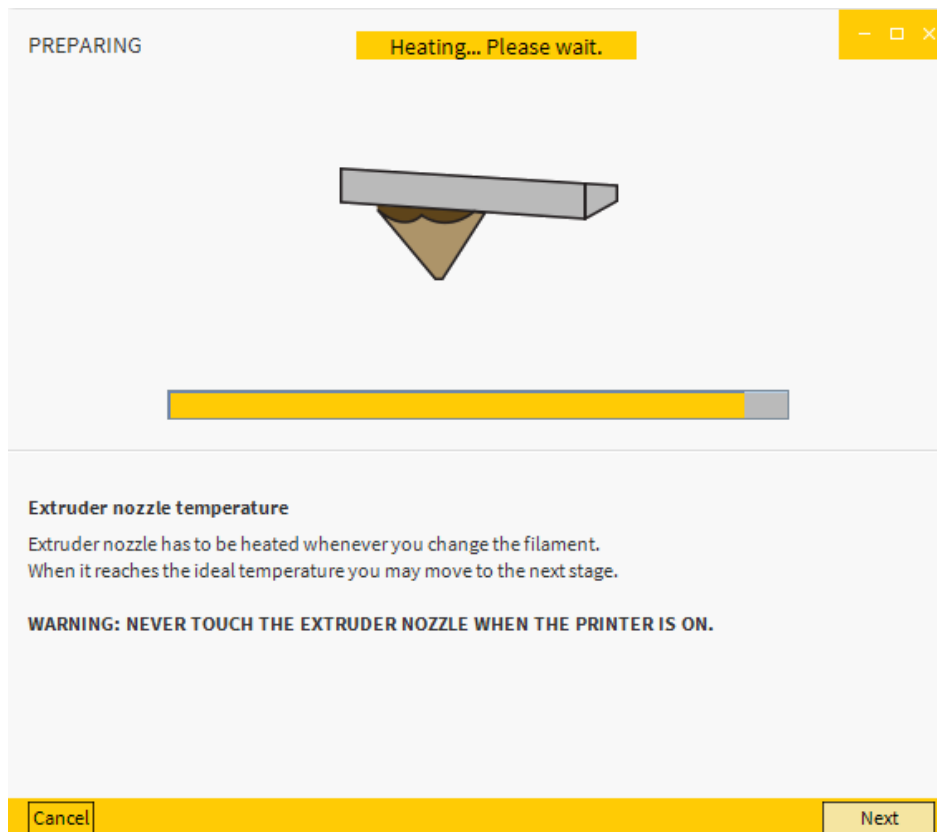 PREPARING
Heating... Please wait.
Extruder nozzle temperature
Extruder nozzle has to be heated whenever you change the filament.
When it reaches the ideal temperature you may move to the next stage.
WARNING: NEVER TOUCH THE EXTRUDER NOZZLE WHEN THE PRINTER IS ON.
Cancel
Next